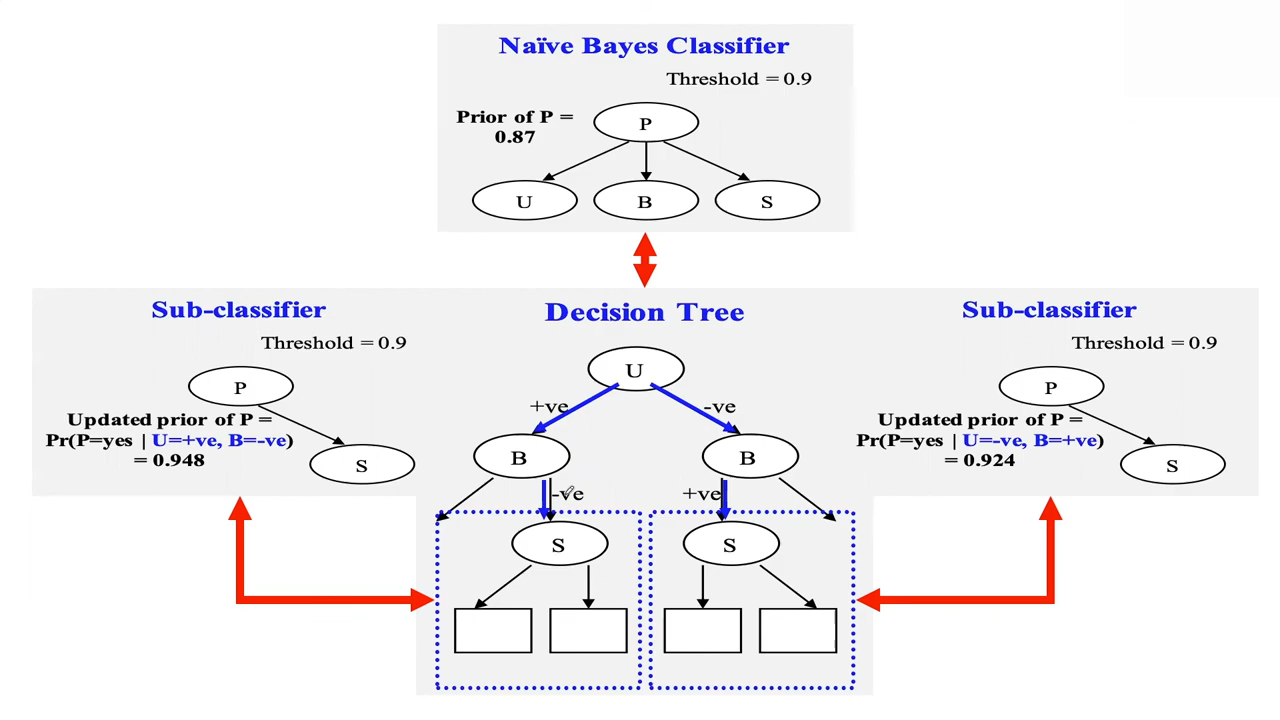 Naïve Bayes Classifier
Threshold = 0.9
Prior of P =
0.87
P
U
B
S
Sub-classifier
Threshold = 0.9
P
Updated prior of P =
Pr(P=yes | U=+ve, B=-ve)
= 0.948
S
Decision Tree
U
+ve
-ve
B
B
-ve
+ve
S
S
Sub-classifier
Threshold = 0.9
P
Updated prior of P =
Pr(P=yes | U=-ve, B=+ve)
= 0.924
S